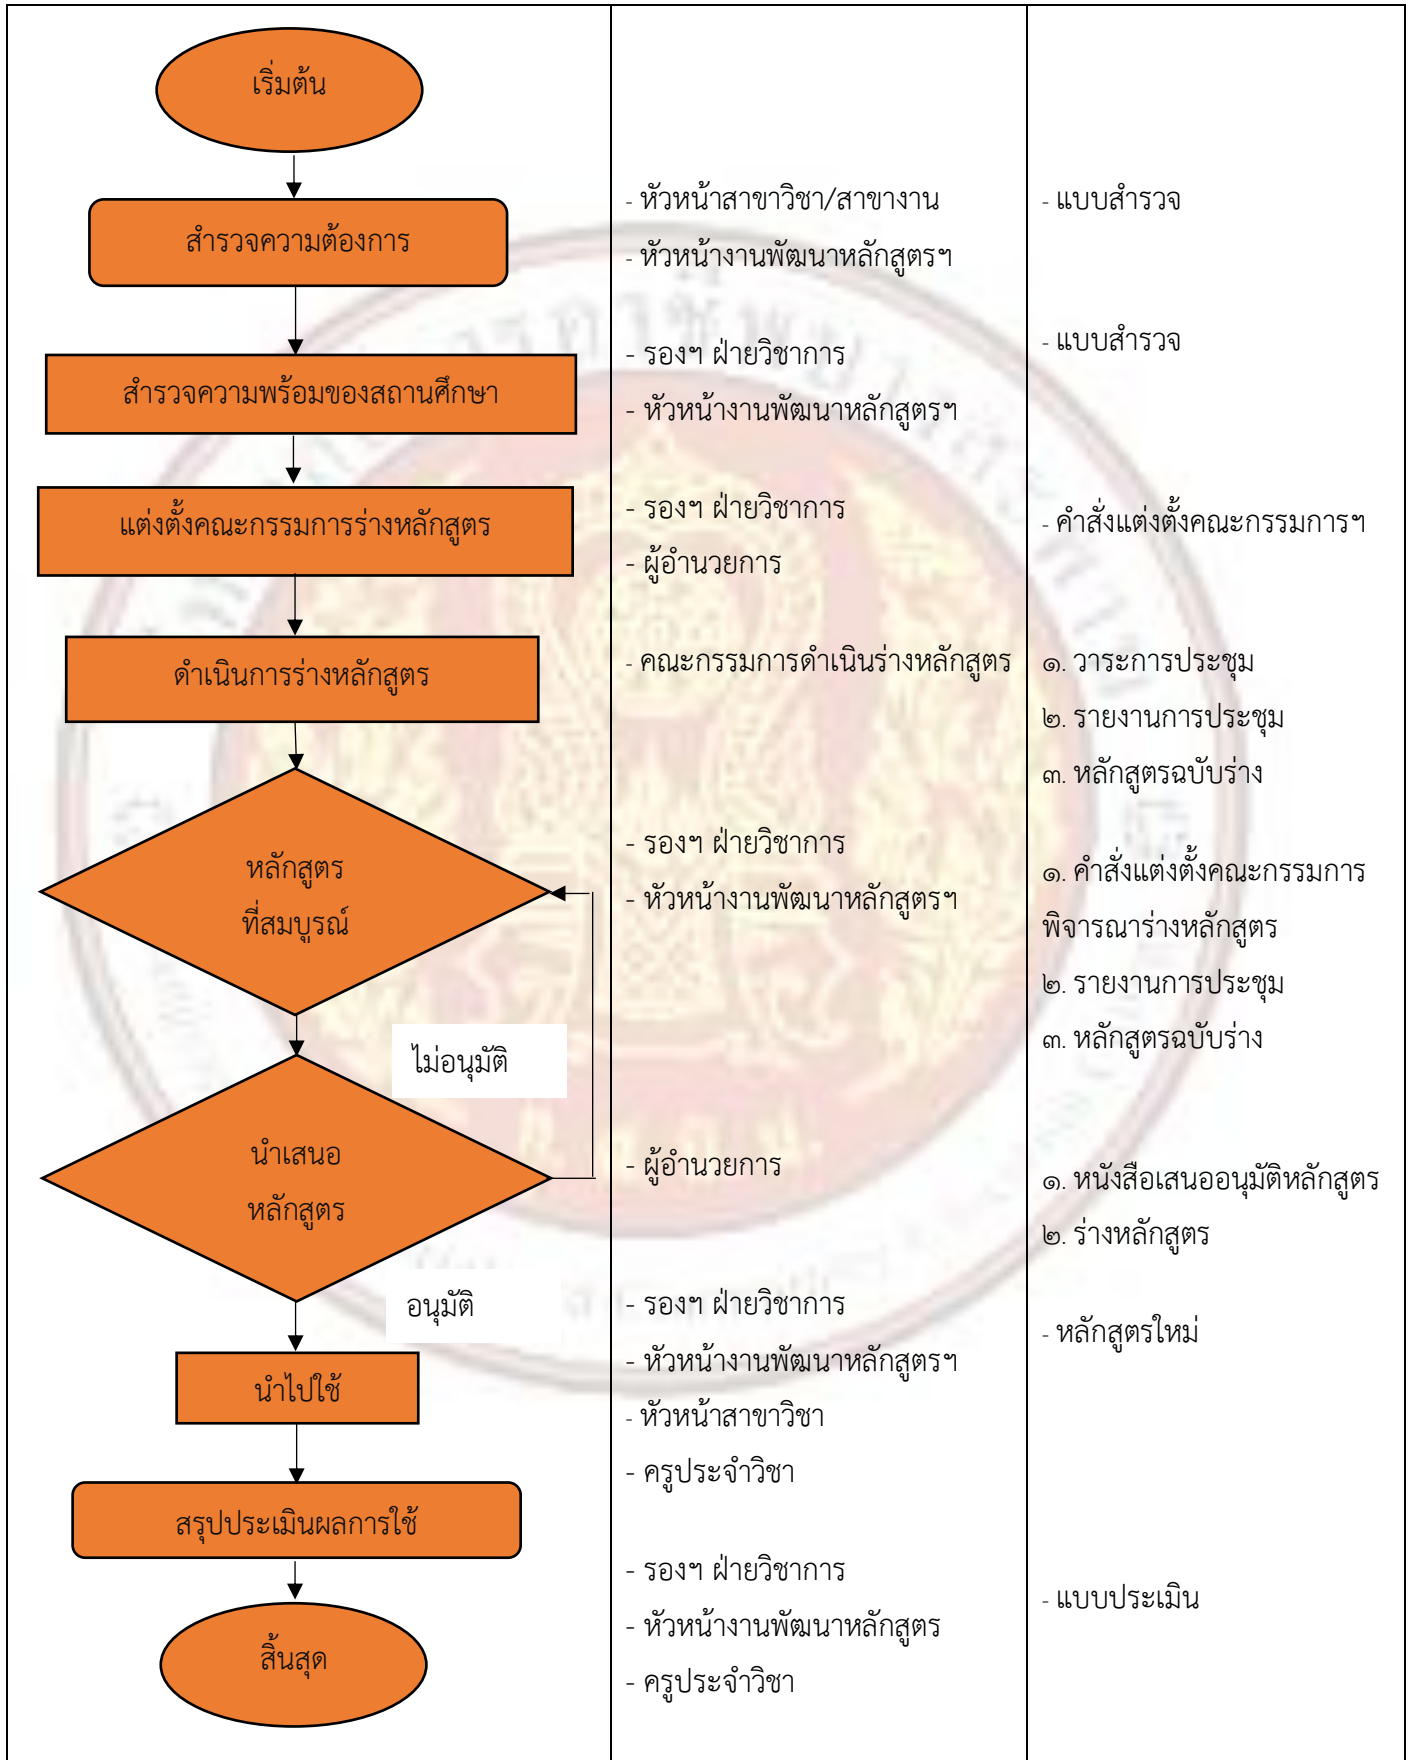 เริ่มต้น
- หัวหน้าสาขาวิชา/สาขางาน
- แบบสำรวจ
สำรวจความต้องการ
- หัวหน้างานพัฒนาหลักสูตรฯ
- รองฯ ฝ่ายวิชาการ
- แบบสำรวจ
สำรวจความพร้อมของสถานศึกษา
- หัวหน้างานพัฒนาหลักสูตรฯ
- รองฯ ฝ่ายวิชาการ
แต่งตั้งคณะกรรมการร่างหลักสูตร
- คำสั่งแต่งตั้งคณะกรรมการฯ
- ผู้อำนวยการ
ดำเนินการร่างหลักสูตร
- คณะกรรมการดำเนินร่างหลักสูตร
๑. วาระการประชุม
๒. รายงานการประชุม
๓. หลักสูตรฉบับร่าง
หลักสูตร
ที่สมบูรณ์
- รองฯ ฝ่ายวิชาการ
- หัวหน้างานพัฒนาหลักสูตรฯ
๑. คำสั่งแต่งตั้งคณะกรรมการ
พิจารณาร่างหลักสูตร
๒. รายงานการประชุม
๓. หลักสูตรฉบับร่าง
ไม่อนุมัติ
นำเสนอ
หลักสูตร
- ผู้อำนวยการ
๑. หนังสือเสนออนุมัติหลักสูตร
๒. ร่างหลักสูตร
อนุมัติ
- รองฯ ฝ่ายวิชาการ
- หลักสูตรใหม่
- หัวหน้างานพัฒนาหลักสูตรฯ
นำไปใช้
- หัวหน้าสาขาวิชา
- ครูประจำวิชา
สรุปประเมินผลการใช้
- รองฯ ฝ่ายวิชาการ
- แบบประเมิน
- หัวหน้างานพัฒนาหลักสูตร
สิ้นสุด
- ครูประจำวิชา